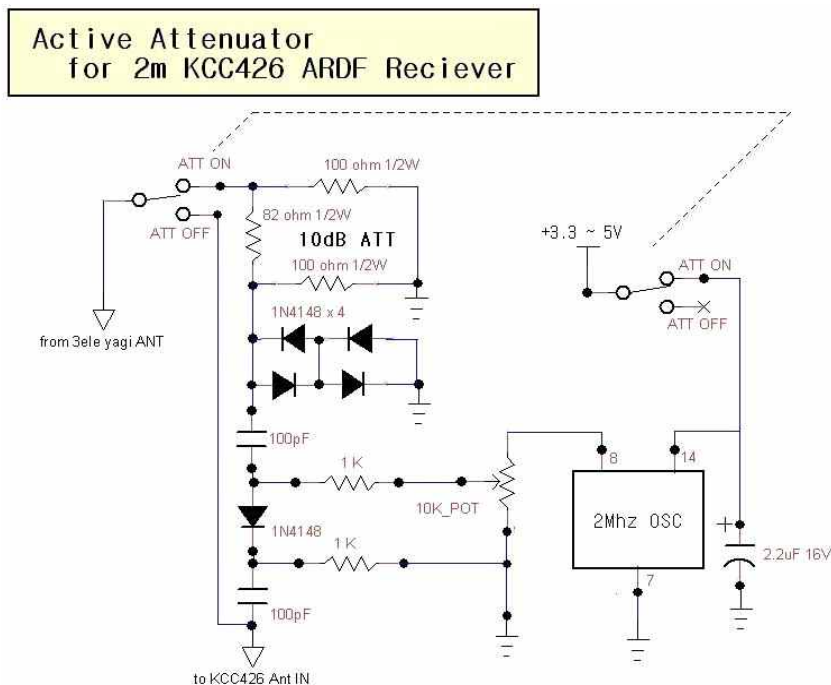 Active Attenuator
for 2m KCC426 ARDF Reciever
ATT ON
100 ohm 1/2W
82 ohm 1/2W
ATT OFF
10dB ATT
100 ohm 1/2W
+3.3 ~ 5V
ATT ON
ATT OFF
from 3ele yagi ANT
1N4148 x 4
100pF
1 K
10K_POT
8
14
2Mhz OSC
1N4148
1 K
+
2.2uF 16V
7
100pF
to KCC426 Ant IN